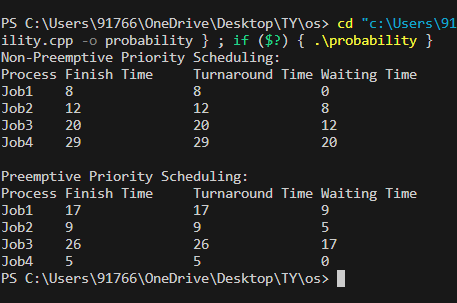 PS C:\Users\91766\OneDrive\Desktop\TY\os> cd "c:\Users\91
ility.cpp -o probability } ; if ($?) { .\probability }
Non-Preemptive Priority Scheduling:
Process Finish Time Turnaround Time Waiting Time
Job1 8 8 0
Job2 12 12 8
Job3 20 20 12
Job4 29 29 20
Preemptive Priority Scheduling:
Process Finish Time Turnaround Time Waiting Time
Job1 17 17 9
Job2 9 9 5
Job3 26 26 17
Job4 5 5 0
PS C:\Users\91766\OneDrive\Desktop\TY\os>